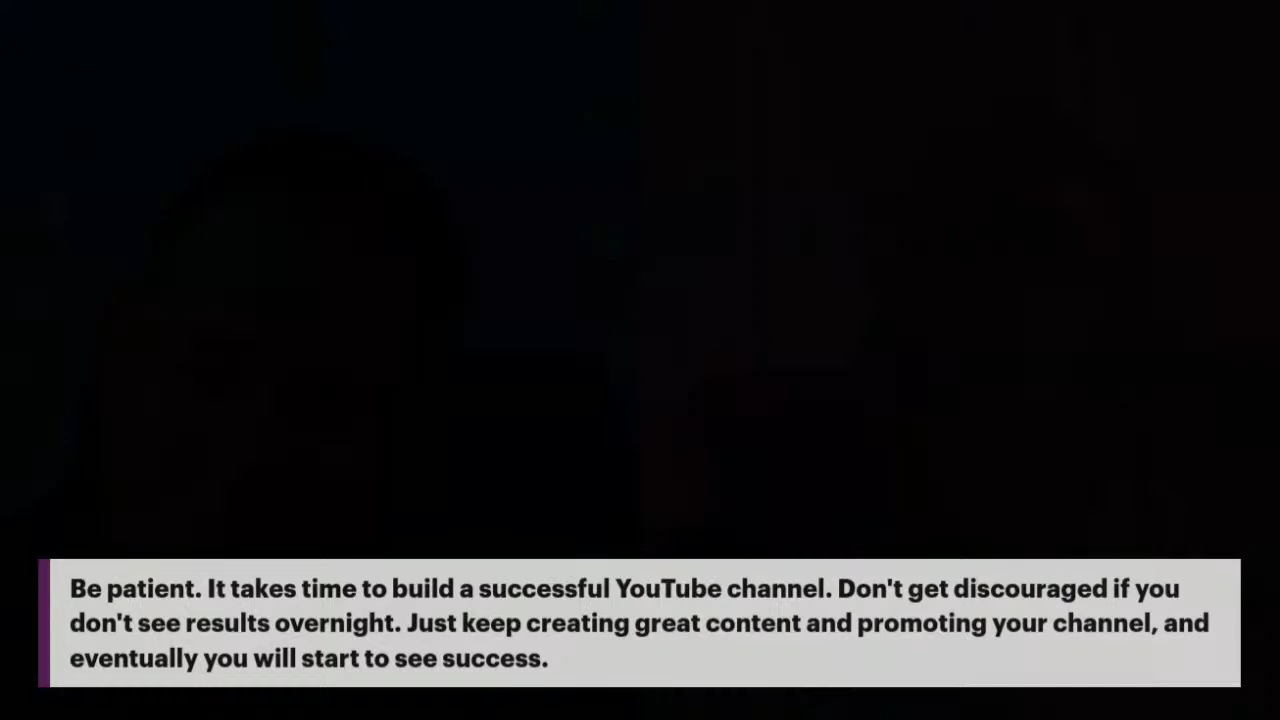 Be patient. It takes time to build a successful YouTube channel. Don't get discouraged if you
don't see results overnight. Just keep creating great content and promoting your channel, and
eventually you will start to see success.